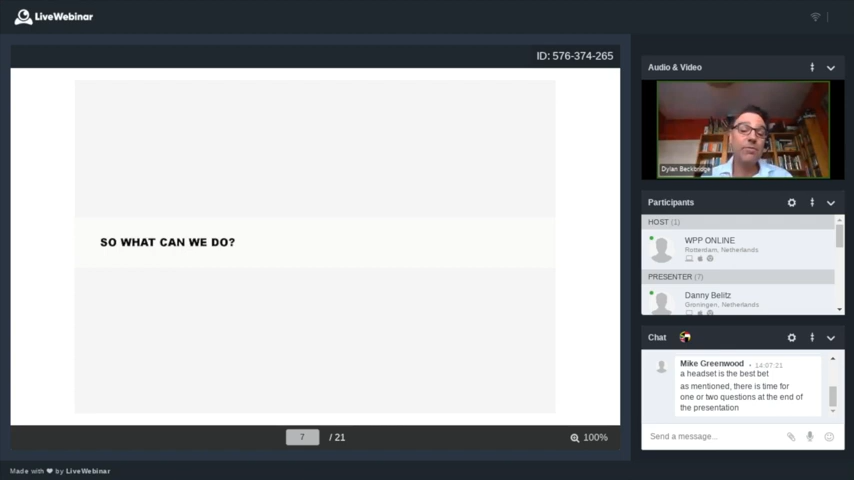 LiveWebinar
ID: 576-374-265
SO WHAT CAN WE DO?
7 / 21
100%
Made with ❤ by LiveWebinar
Audio & Video
Dylan Beckbridge
Participants
HOST (1)
WPP ONLINE
Rotterdam, Netherlands
PRESENTER (7)
Danny Belitz
Groningen, Netherlands
Chat
Mike Greenwood • 14:07:21
a headset is the best bet
as mentioned, there is time for
one or two questions at the end of
the presentation
Send a message...